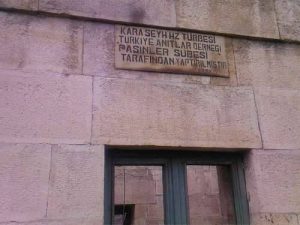 KARA ŞEYH HZ TÜRBESİ
TÜRKİYE ANITLAR DERNEĞİ
PASİNLER ŞUBESİ
TARAFINDAN YAPTIRILMIŞTIR